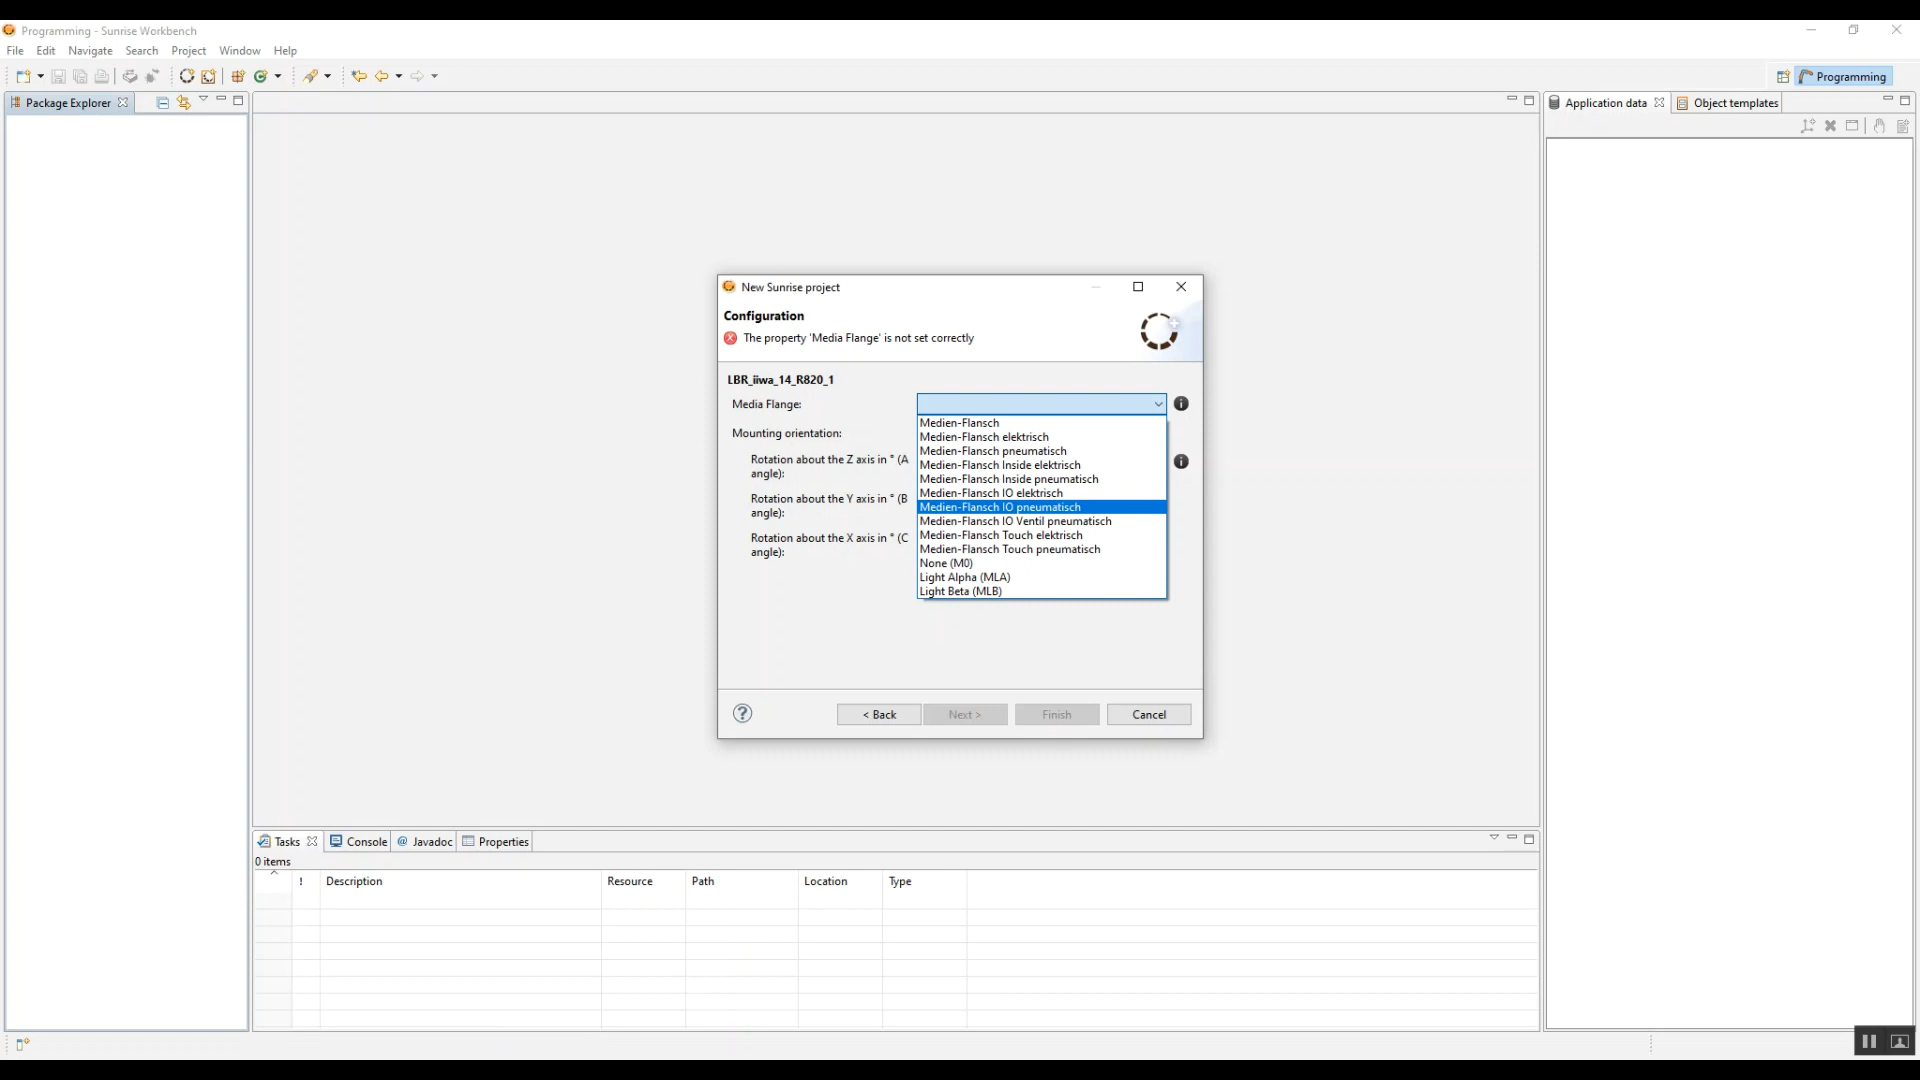 Programming - Sunrise Workbench
File Edit Navigate Search Project Window Help
Programming
Package Explorer
Application data
Object templates
New Sunrise project
Configuration
The property 'Media Flange' is not set correctly
LBR_iiwa_14_R820_1
Media Flange:
Medien-Flansch
Medien-Flansch elektrisch
Medien-Flansch pneumatisch
Medien-Flansch Inside elektrisch
Medien-Flansch Inside pneumatisch
Medien-Flansch IO elektrisch
Medien-Flansch IO pneumatisch
Medien-Flansch IO Ventil pneumatisch
Medien-Flansch Touch elektrisch
Medien-Flansch Touch pneumatisch
None (M0)
Light Alpha (MLA)
Light Beta (MLB)
Mounting orientation:
Rotation about the Z axis in ° (A
angle):
Rotation about the Y axis in ° (B
angle):
Rotation about the X axis in ° (C
angle):
< Back
Next >
Finish
Cancel
Tasks
Console
@ Javadoc
Properties
0 items
! Description Resource Path Location Type